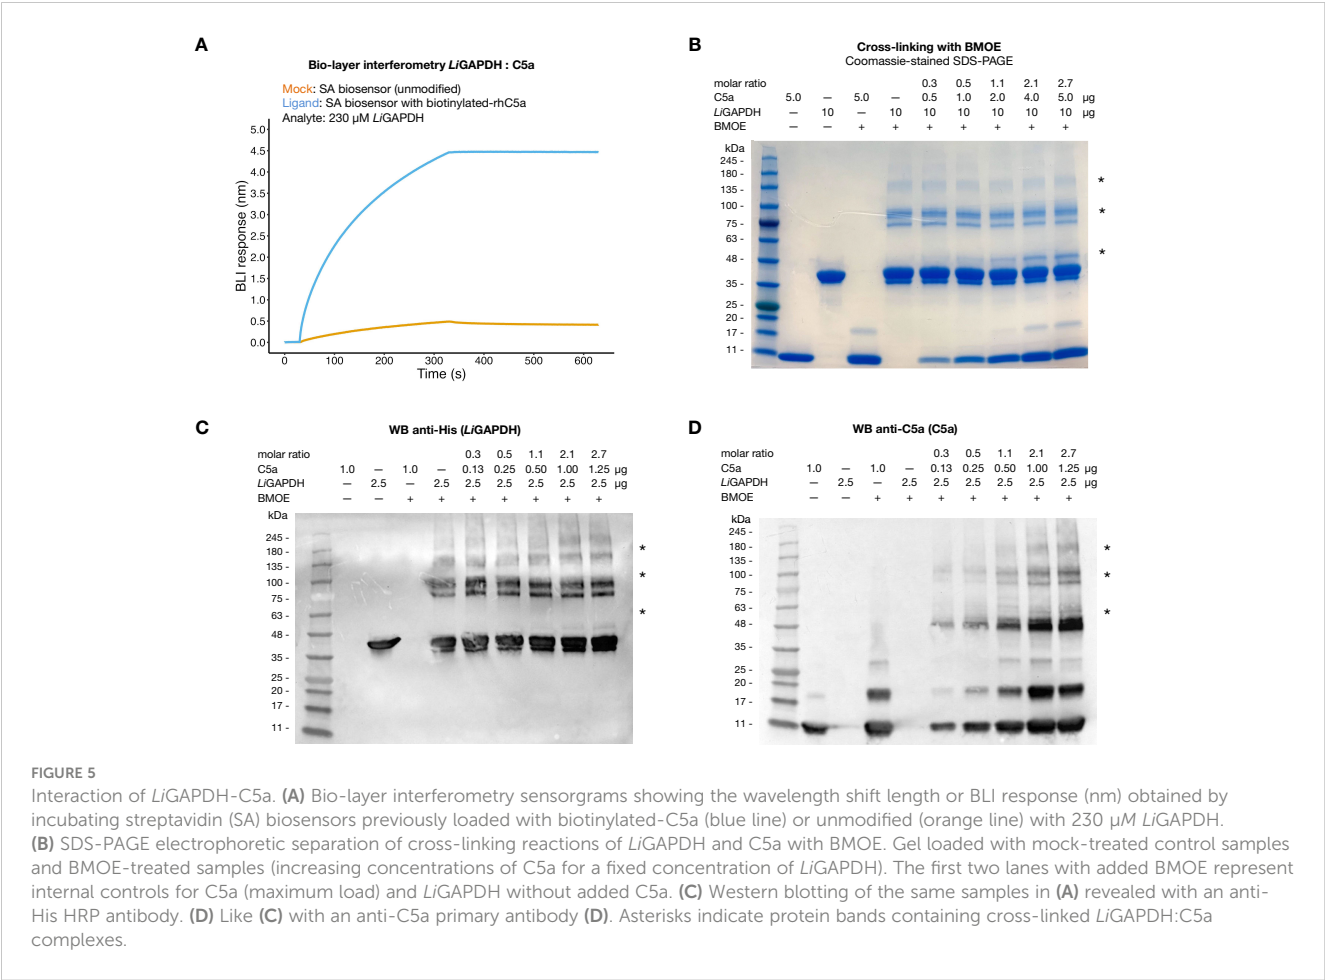 A
Bio-layer interferometry LiGAPDH : C5a
Mock: SA biosensor (unmodified)
Ligand: SA biosensor with biotinylated-rhC5a
Analyte: 230 µM LiGAPDH
BLI response (nm)
5.0
4.5
4.0
3.5
3.0
2.5
2.0
1.5
1.0
0.5
0.0
0 100 200 300 400 500 600
Time (s)
B
Cross-linking with BMOE
Coomassie-stained SDS-PAGE
molar ratio 0.3 0.5 1.1 2.1 2.7
C5a 5.0 — 5.0 — 0.5 1.0 2.0 4.0 5.0 µg
LiGAPDH — 10 — 10 10 10 10 10 10 µg
BMOE — — + + + + + + +
kDa
245 -
180 -
135 - *
100 - *
75 -
63 -
48 - *
35 -
25 -
20 -
17 -
11 -
C
WB anti-His (LiGAPDH)
molar ratio 0.3 0.5 1.1 2.1 2.7
C5a 1.0 — 1.0 — 0.13 0.25 0.50 1.00 1.25 µg
LiGAPDH — 2.5 — 2.5 2.5 2.5 2.5 2.5 2.5 µg
BMOE — — + + + + + + +
kDa
245 -
180 - *
135 -
100 - *
75 -
63 - *
48 -
35 -
25 -
20 -
17 -
11 -
D
WB anti-C5a (C5a)
molar ratio 0.3 0.5 1.1 2.1 2.7
C5a 1.0 — 1.0 — 0.13 0.25 0.50 1.00 1.25 µg
LiGAPDH — 2.5 — 2.5 2.5 2.5 2.5 2.5 2.5 µg
BMOE — — + + + + + + +
kDa
245 -
180 - *
135 -
100 - *
75 -
63 - *
48 -
35 -
25 -
20 -
17 -
11 -
FIGURE 5
Interaction of LiGAPDH-C5a. (A) Bio-layer interferometry sensorgrams showing the wavelength shift length or BLI response (nm) obtained by
incubating streptavidin (SA) biosensors previously loaded with biotinylated-C5a (blue line) or unmodified (orange line) with 230 µM LiGAPDH.
(B) SDS-PAGE electrophoretic separation of cross-linking reactions of LiGAPDH and C5a with BMOE. Gel loaded with mock-treated control samples
and BMOE-treated samples (increasing concentrations of C5a for a fixed concentration of LiGAPDH). The first two lanes with added BMOE represent
internal controls for C5a (maximum load) and LiGAPDH without added C5a. (C) Western blotting of the same samples in (A) revealed with an anti-
His HRP antibody. (D) Like (C) with an anti-C5a primary antibody (D). Asterisks indicate protein bands containing cross-linked LiGAPDH:C5a
complexes.